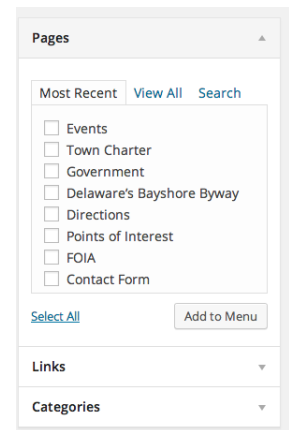 Pages
Most Recent View All Search
Events
Town Charter
Government
Delaware's Bayshore Byway
Directions
Points of Interest
FOIA
Contact Form
Select All Add to Menu
Links
Categories